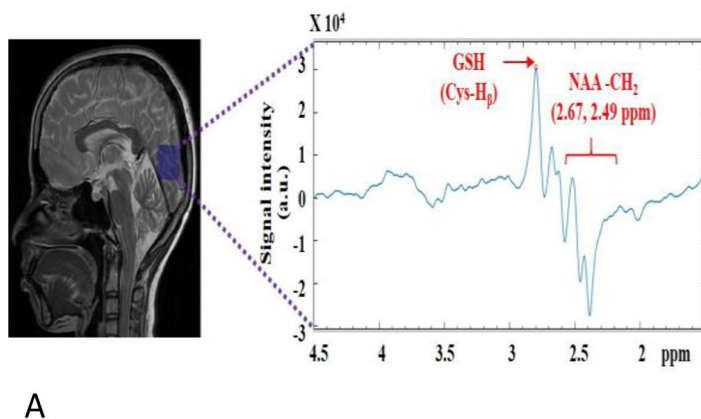 X 10⁴
3
2
1
0
-1
-2
-3
Signal intensity
(a.u.)
GSH
(Cys-Hᵦ)
NAA -CH₂
(2.67, 2.49 ppm)
4.5 4 3 3 2.5 2 ppm
A